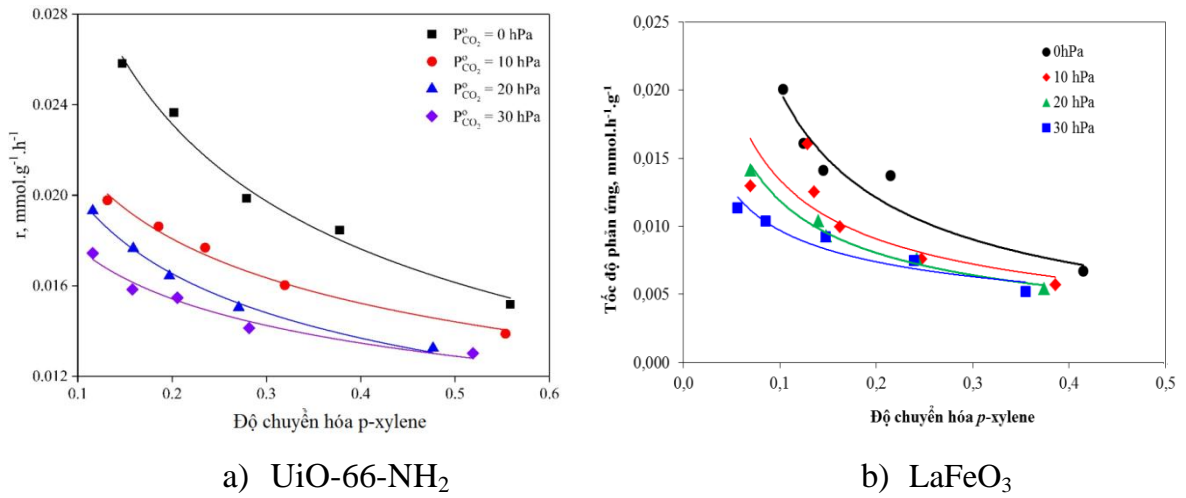 0.028
0.024
0.020
0.016
0.012
r, mmol.g⁻¹.h⁻¹
P°CO₂ = 0 hPa
P°CO₂ = 10 hPa
P°CO₂ = 20 hPa
P°CO₂ = 30 hPa
0.1 0.2 0.3 0.4 0.5 0.6
Độ chuyển hóa p-xylene
a) UiO-66-NH₂
0,025
0,020
0,015
0,010
0,005
0,000
Tốc độ phản ứng, mmol.h⁻¹.g⁻¹
0hPa
10 hPa
20 hPa
30 hPa
0,0 0,1 0,2 0,3 0,4 0,5
Độ chuyển hóa p-xylene
b) LaFeO₃